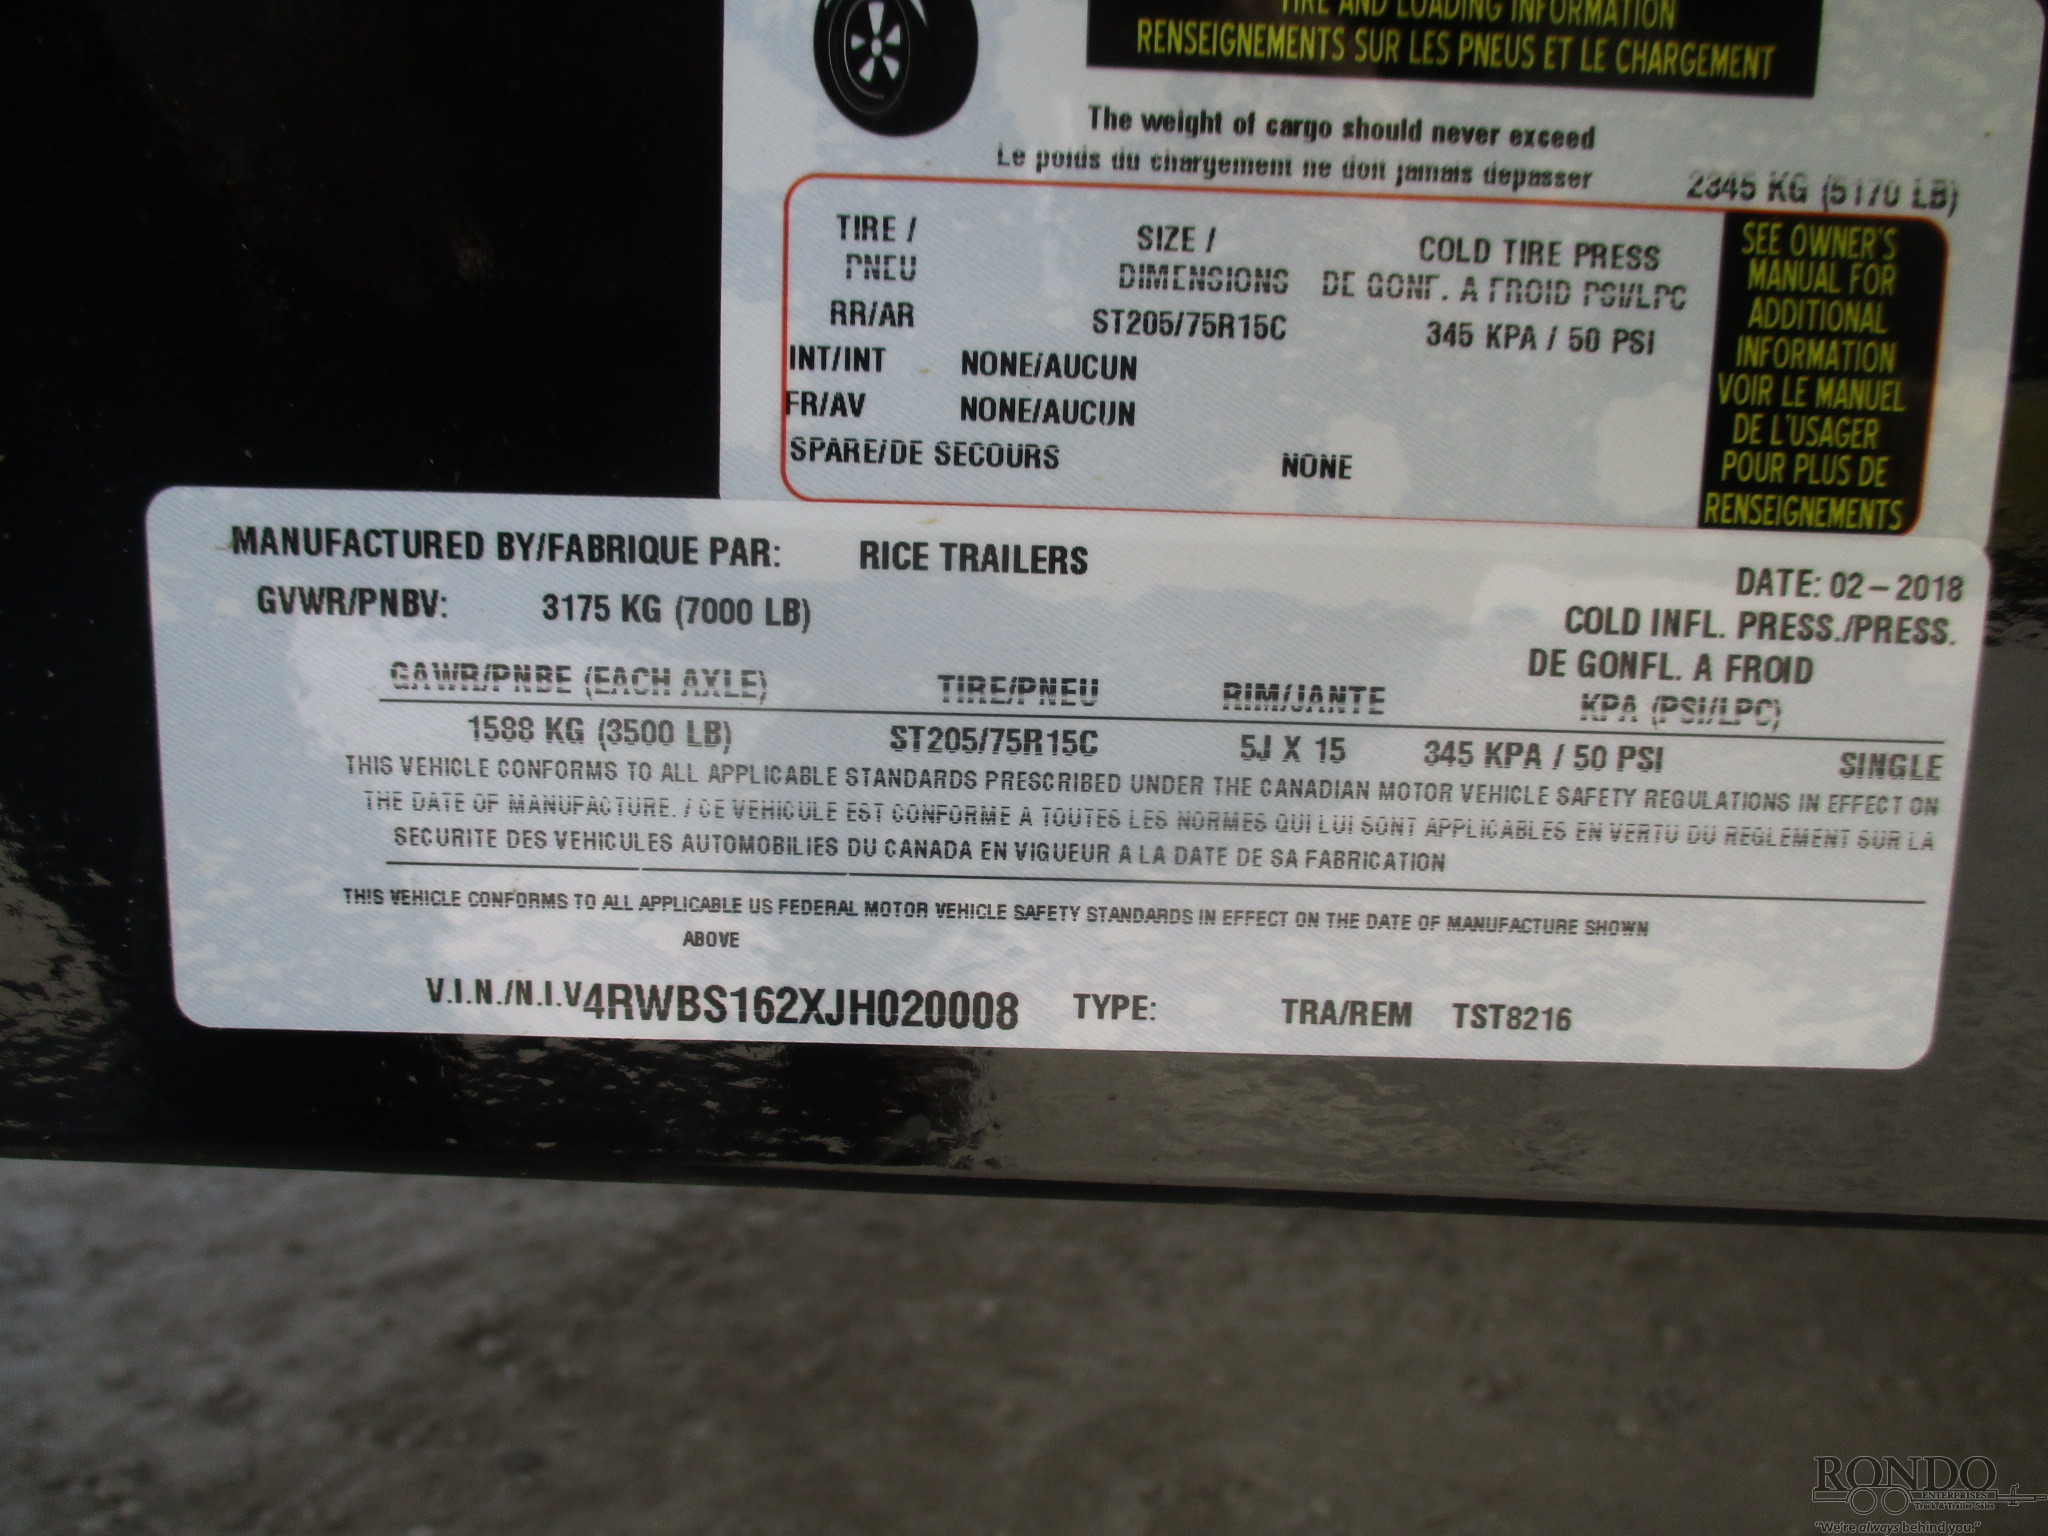 TIRE AND LOADING INFORMATION
RENSEIGNEMENTS SUR LES PNEUS ET LE CHARGEMENT
The weight of cargo should never exceed
Le poids du chargement ne doit jamais depasser
2345 KG (5170 LB)
TIRE / SIZE / COLD TIRE PRESS
PNEU DIMENSIONS DE GONF. A FROID PSI/LPC
RR/AR ST205/75R15C 345 KPA / 50 PSI
INT/INT NONE/AUCUN
FR/AV NONE/AUCUN
SPARE/DE SECOURS NONE
SEE OWNER'S
MANUAL FOR
ADDITIONAL
INFORMATION
VOIR LE MANUEL
DE L'USAGER
POUR PLUS DE
RENSEIGNEMENTS
MANUFACTURED BY/FABRIQUE PAR: RICE TRAILERS
DATE: 02-2018
GVWR/PNBV: 3175 KG (7000 LB)
COLD INFL. PRESS./PRESS.
DE GONFL. A FROID
GAWR/PNBE (EACH AXLE) TIRE/PNEU RIM/JANTE KPA (PSI/LPC)
1588 KG (3500 LB) ST205/75R15C 5J X 15 345 KPA / 50 PSI SINGLE
THIS VEHICLE CONFORMS TO ALL APPLICABLE STANDARDS PRESCRIBED UNDER THE CANADIAN MOTOR VEHICLE SAFETY REGULATIONS IN EFFECT ON
THE DATE OF MANUFACTURE. / CE VEHICULE EST CONFORME A TOUTES LES NORMES QUI LUI SONT APPLICABLES EN VERTU DU REGLEMENT SUR LA
SECURITE DES VEHICULES AUTOMOBILIES DU CANADA EN VIGUEUR A LA DATE DE SA FABRICATION
THIS VEHICLE CONFORMS TO ALL APPLICABLE US FEDERAL MOTOR VEHICLE SAFETY STANDARDS IN EFFECT ON THE DATE OF MANUFACTURE SHOWN
ABOVE
V.I.N./N.I.V 4RWBS162XJH020008 TYPE: TRA/REM TST8216
RONDO
ENTERPRISES
Truck & Trailer Sales
"We're always behind you."